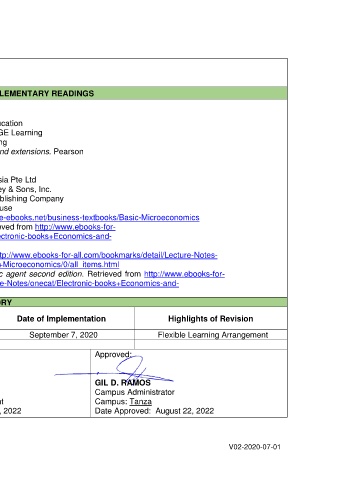 LEMENTARY READINGS
ucation
GE Learning
ng
nd extensions. Pearson
sia Pte Ltd
ey & Sons, Inc.
blishing Company
use
e-ebooks.net/business-textbooks/Basic-Microeconomics
ved from http://www.ebooks-for-
ectronic-books+Economics-and-
tp://www.ebooks-for-all.com/bookmarks/detail/Lecture-Notes-
-Microeconomics/0/all_items.html
c agent second edition. Retrieved from http://www.ebooks-for-
e-Notes/onecat/Electronic-books+Economics-and-
ORY
Date of Implementation Highlights of Revision
September 7, 2020 Flexible Learning Arrangement
Approved:
GIL D. RAMOS
Campus Administrator
nt Campus: Tanza
, 2022 Date Approved: August 22, 2022
V02-2020-07-01